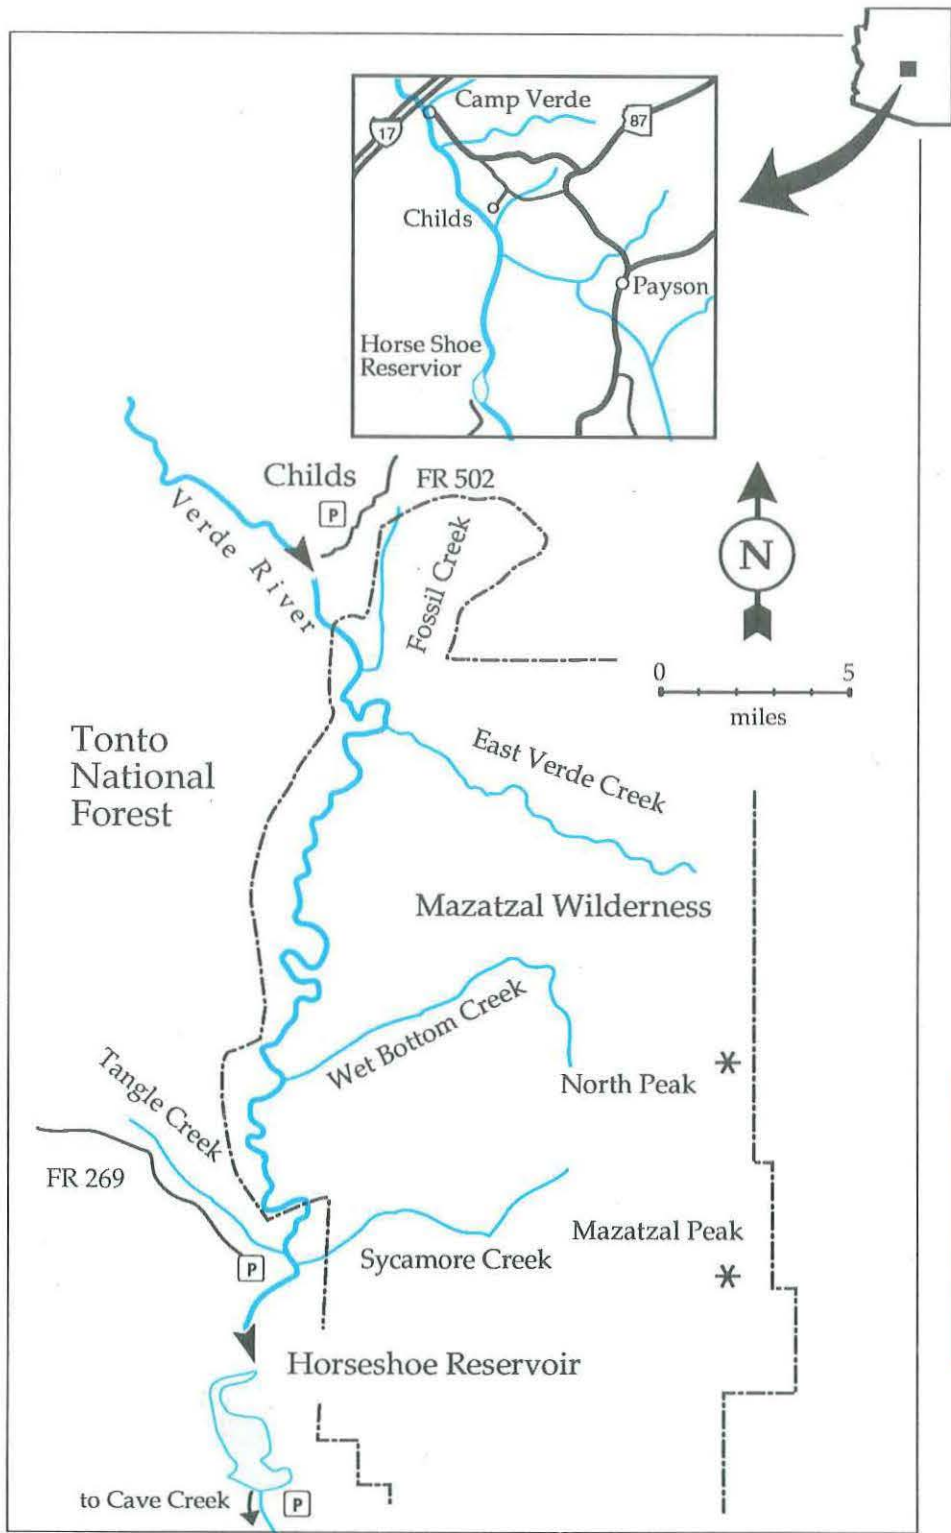 Camp Verde
17
87
Childs
Payson
Horse Shoe
Reservior
Childs
P
FR 502
Verde River
Fossil Creek
N
0 5
miles
Tonto
National
Forest
East Verde Creek
Mazatzal Wilderness
Wet Bottom Creek
Tangle Creek
North Peak
FR 269
Mazatzal Peak
P
Sycamore Creek
Horseshoe Reservoir
to Cave Creek
P